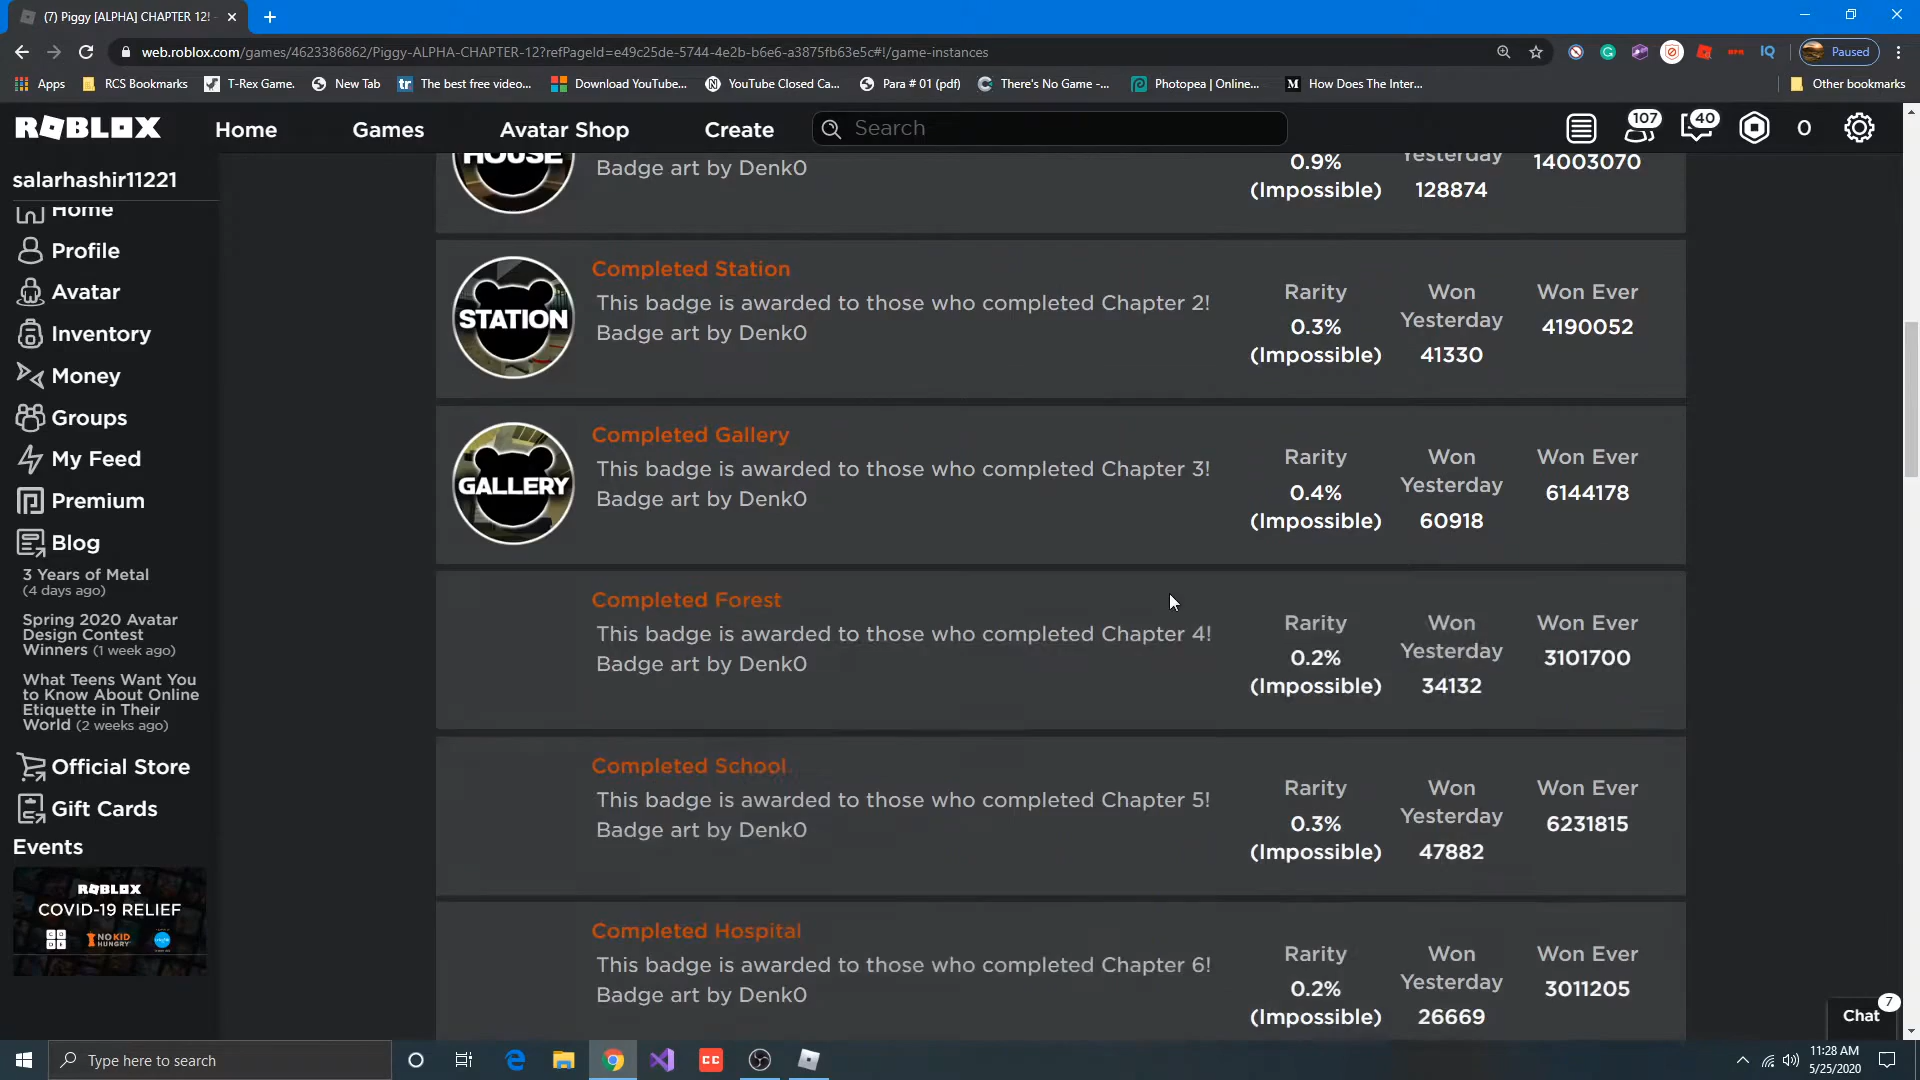 (7) Piggy [ALPHA] CHAPTER 12! -
web.roblox.com/games/4623386862/Piggy-ALPHA-CHAPTER-12?refPageId=e49c25de-5744-4e2b-b6e6-a3875fb63e5c#!/game-instances
Paused
Apps
RCS Bookmarks
T-Rex Game.
New Tab
The best free video...
Download YouTube...
YouTube Closed Ca...
Para # 01 (pdf)
There's No Game -...
Photopea | Online...
How Does The Inter...
Other bookmarks
ROBLOX
Home
Games
Avatar Shop
Create
Search
107
40
0
salarhashir11221
Home
Profile
Avatar
Inventory
Money
Groups
My Feed
Premium
Blog
3 Years of Metal
(4 days ago)
Spring 2020 Avatar
Design Contest
Winners (1 week ago)
What Teens Want You
to Know About Online
Etiquette in Their
World (2 weeks ago)
Official Store
Gift Cards
Events
ROBLOX
COVID-19 RELIEF
CODE
NO KID
HUNGRY
HOUSE
Badge art by Denk0
0.9%
(Impossible)
Yesterday
128874
14003070
STATION
Completed Station
This badge is awarded to those who completed Chapter 2!
Badge art by Denk0
Rarity
0.3%
(Impossible)
Won
Yesterday
41330
Won Ever
4190052
GALLERY
Completed Gallery
This badge is awarded to those who completed Chapter 3!
Badge art by Denk0
Rarity
0.4%
(Impossible)
Won
Yesterday
60918
Won Ever
6144178
Completed Forest
This badge is awarded to those who completed Chapter 4!
Badge art by Denk0
Rarity
0.2%
(Impossible)
Won
Yesterday
34132
Won Ever
3101700
Completed School
This badge is awarded to those who completed Chapter 5!
Badge art by Denk0
Rarity
0.3%
(Impossible)
Won
Yesterday
47882
Won Ever
6231815
Completed Hospital
This badge is awarded to those who completed Chapter 6!
Badge art by Denk0
Rarity
0.2%
(Impossible)
Won
Yesterday
26669
Won Ever
3011205
Chat
7
Type here to search
CC
11:28 AM
5/25/2020